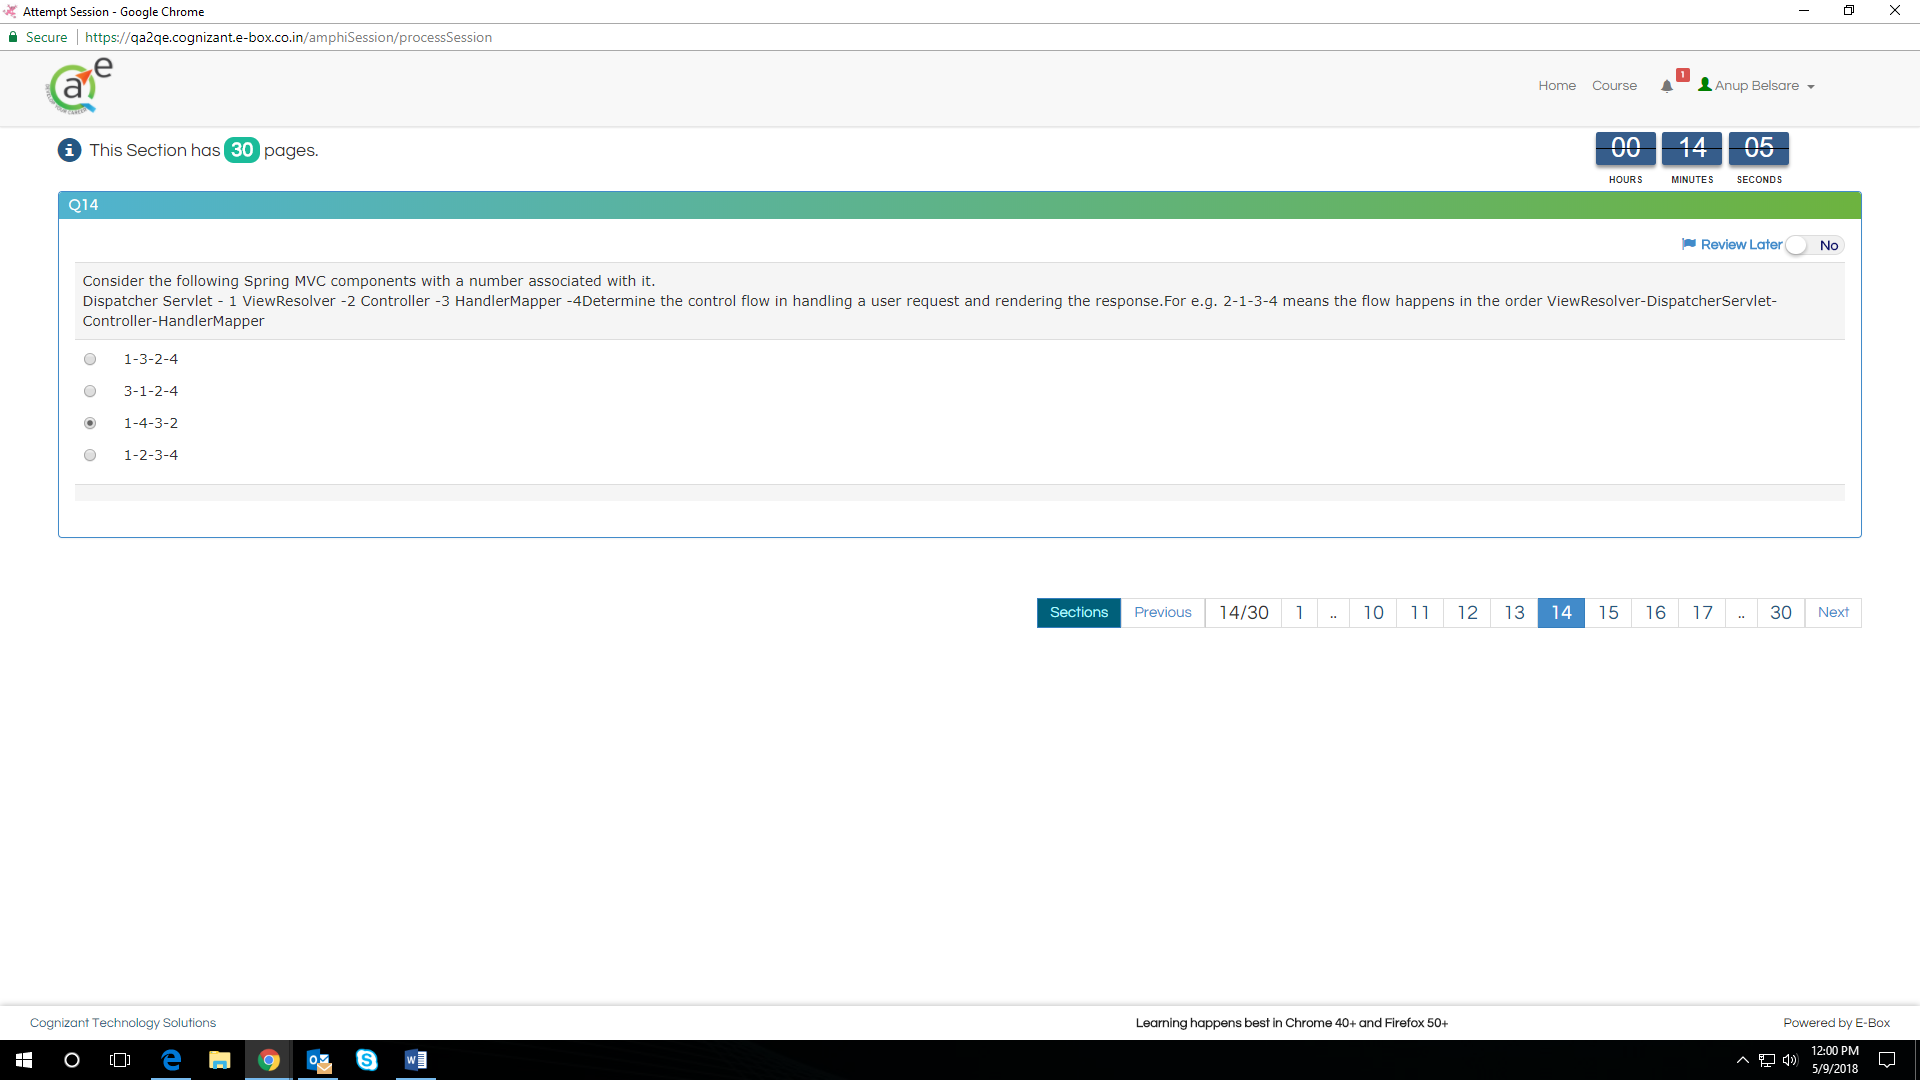 Attempt Session - Google Chrome
Secure https://qa2qe.cognizant.e-box.co.in/amphiSession/processSession
a e
Home Course 1 Anup Belsare
This Section has 30 pages.
00 14 05
HOURS MINUTES SECONDS
Q14
Review Later No
Consider the following Spring MVC components with a number associated with it.
Dispatcher Servlet - 1 ViewResolver -2 Controller -3 HandlerMapper -4Determine the control flow in handling a user request and rendering the response.For e.g. 2-1-3-4 means the flow happens in the order ViewResolver-DispatcherServlet-
Controller-HandlerMapper
1-3-2-4
3-1-2-4
1-4-3-2
1-2-3-4
Sections Previous 14/30 1 .. 10 11 12 13 14 15 16 17 .. 30 Next
Cognizant Technology Solutions Learning happens best in Chrome 40+ and Firefox 50+ Powered by E-Box
12:00 PM
5/9/2018